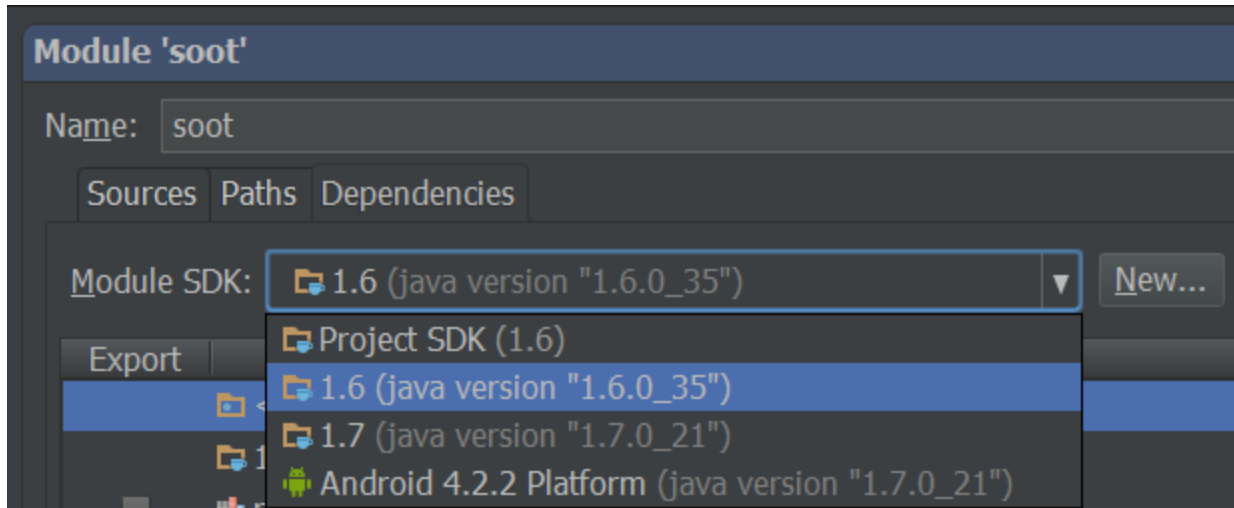 Module 'soot'
Name: soot
Sources Paths Dependencies
Module SDK: 1.6 (java version "1.6.0_35") New...
Export
Project SDK (1.6)
1.6 (java version "1.6.0_35")
1.7 (java version "1.7.0_21")
Android 4.2.2 Platform (java version "1.7.0_21")